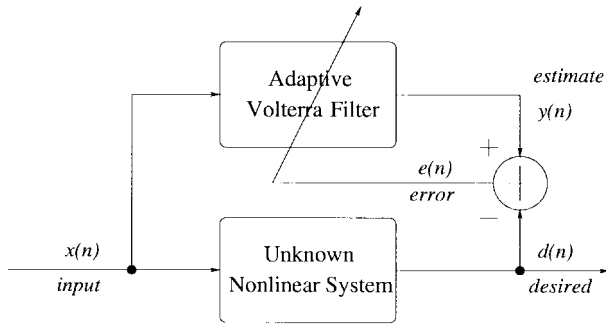 Adaptive
Volterra Filter
estimate
y(n)
+
e(n)
error
−
x(n)
input
Unknown
Nonlinear System
d(n)
desired